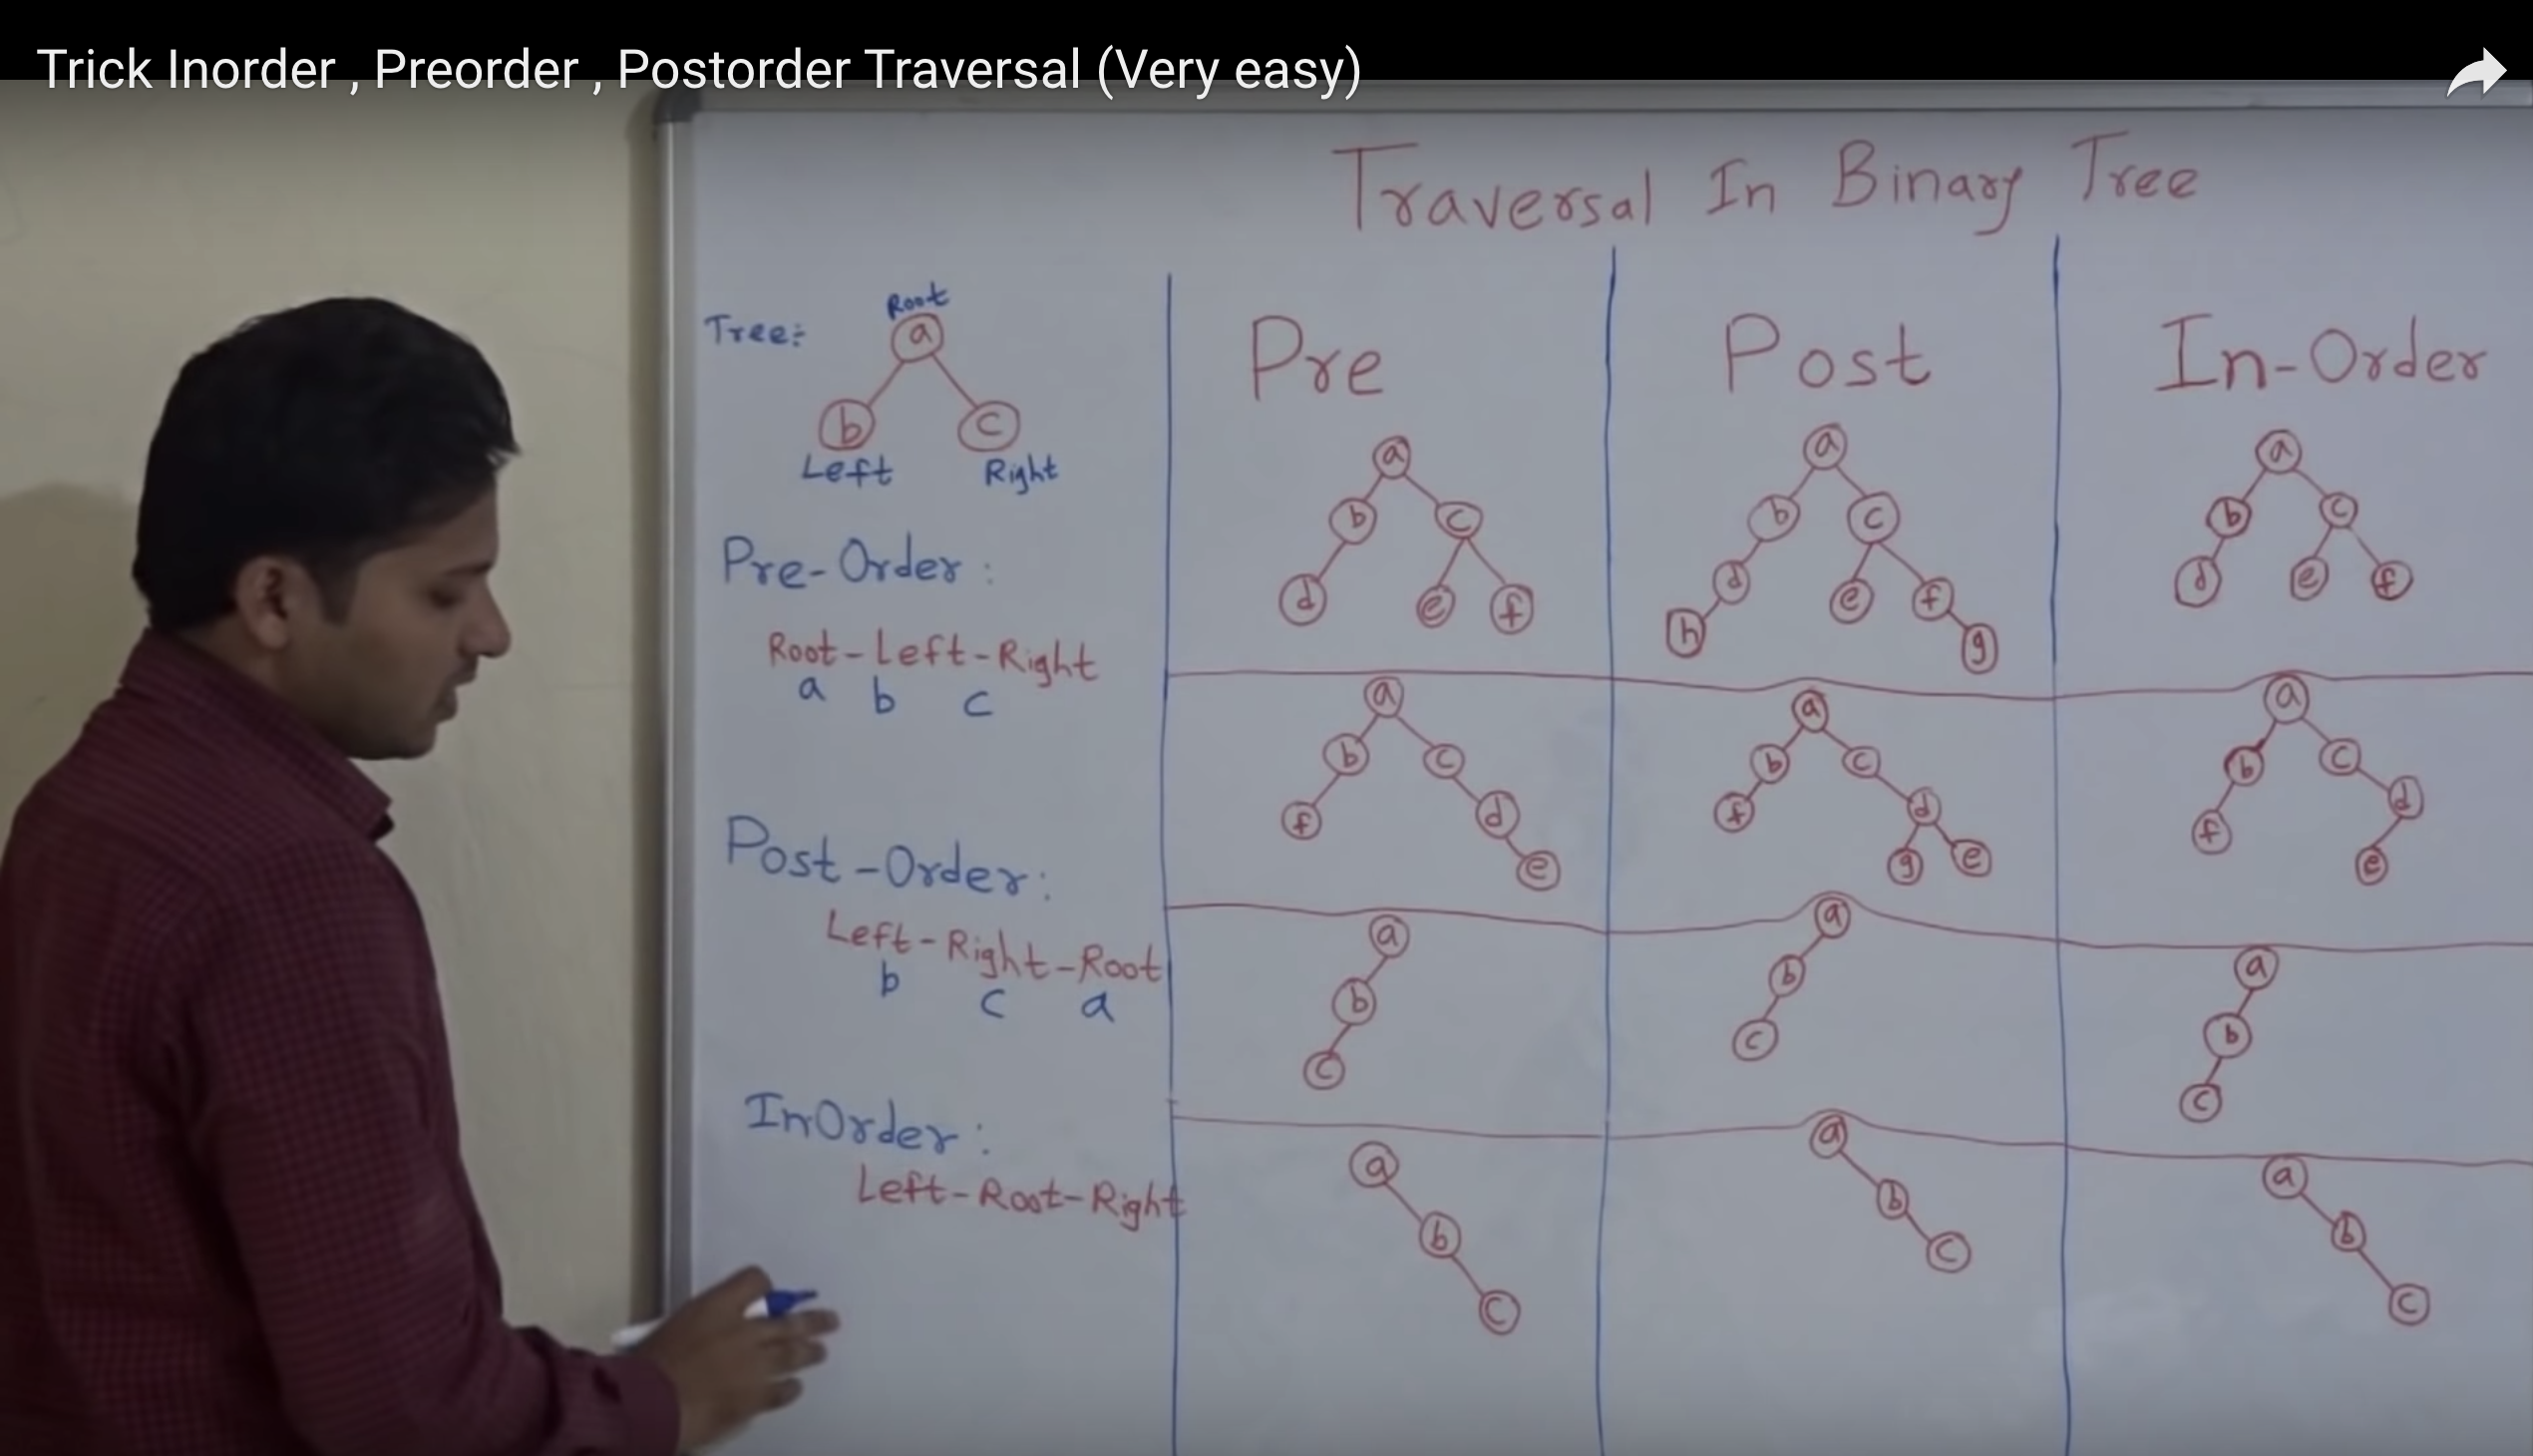 Trick Inorder , Preorder , Postorder Traversal (Very easy)
Traversal In Binary Tree
Tree:
Root
a
b
c
Left
Right
Pre-Order:
Root-Left-Right
a b c
Post-Order:
Left-Right-Root
b c a
InOrder:
Left-Root-Right
Pre
a
b c
d e f
a
b c
f d
e
a
b
c
a
b
c
Post
a
b c
d e f
h g
a
b c
f d
g e
a
b
c
a
b
c
In-Order
a
b c
d e f
a
b c
f d
e
a
b
c
a
b
c